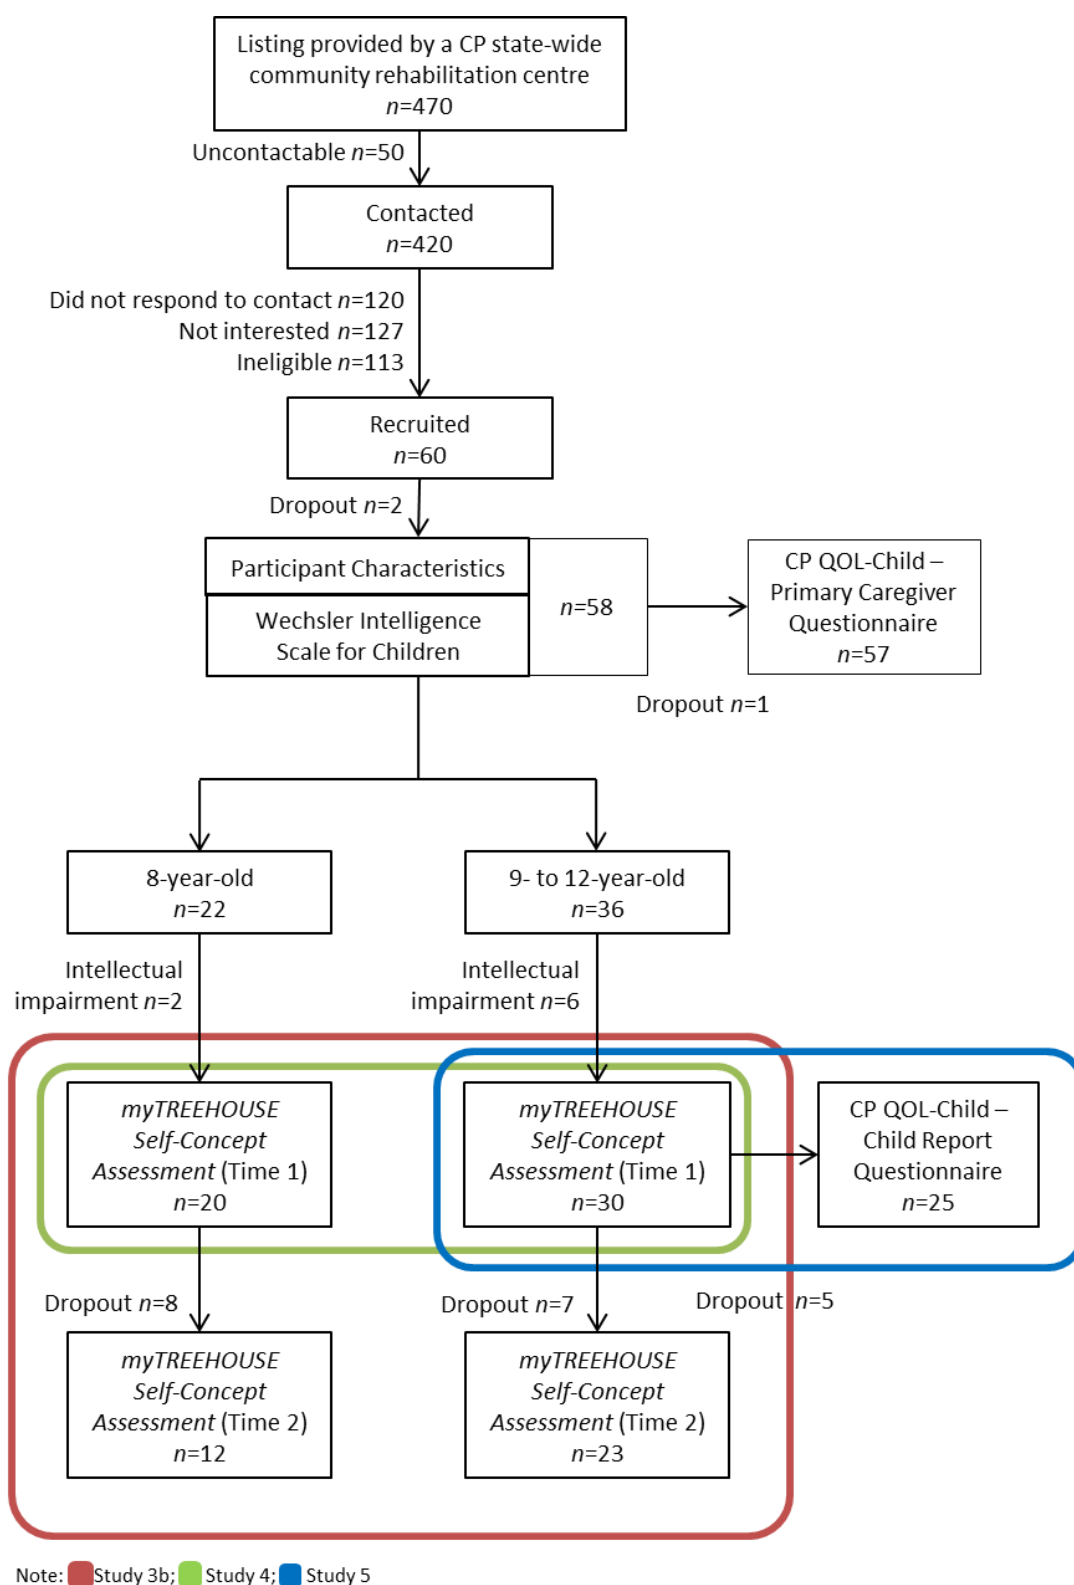 Listing provided by a CP state-wide
community rehabilitation centre
n=470
Uncontactable n=50
Contacted
n=420
Did not respond to contact n=120
Not interested n=127
Ineligible n=113
Recruited
n=60
Dropout n=2
Participant Characteristics
Wechsler Intelligence
Scale for Children
n=58
CP QOL-Child –
Primary Caregiver
Questionnaire
n=57
Dropout n=1
8-year-old
n=22
9- to 12-year-old
n=36
Intellectual
impairment n=2
Intellectual
impairment n=6
myTREEHOUSE
Self-Concept
Assessment (Time 1)
n=20
myTREEHOUSE
Self-Concept
Assessment (Time 1)
n=30
CP QOL-Child –
Child Report
Questionnaire
n=25
Dropout n=8
Dropout n=7
Dropout n=5
myTREEHOUSE
Self-Concept
Assessment (Time 2)
n=12
myTREEHOUSE
Self-Concept
Assessment (Time 2)
n=23
Note: Study 3b; Study 4; Study 5